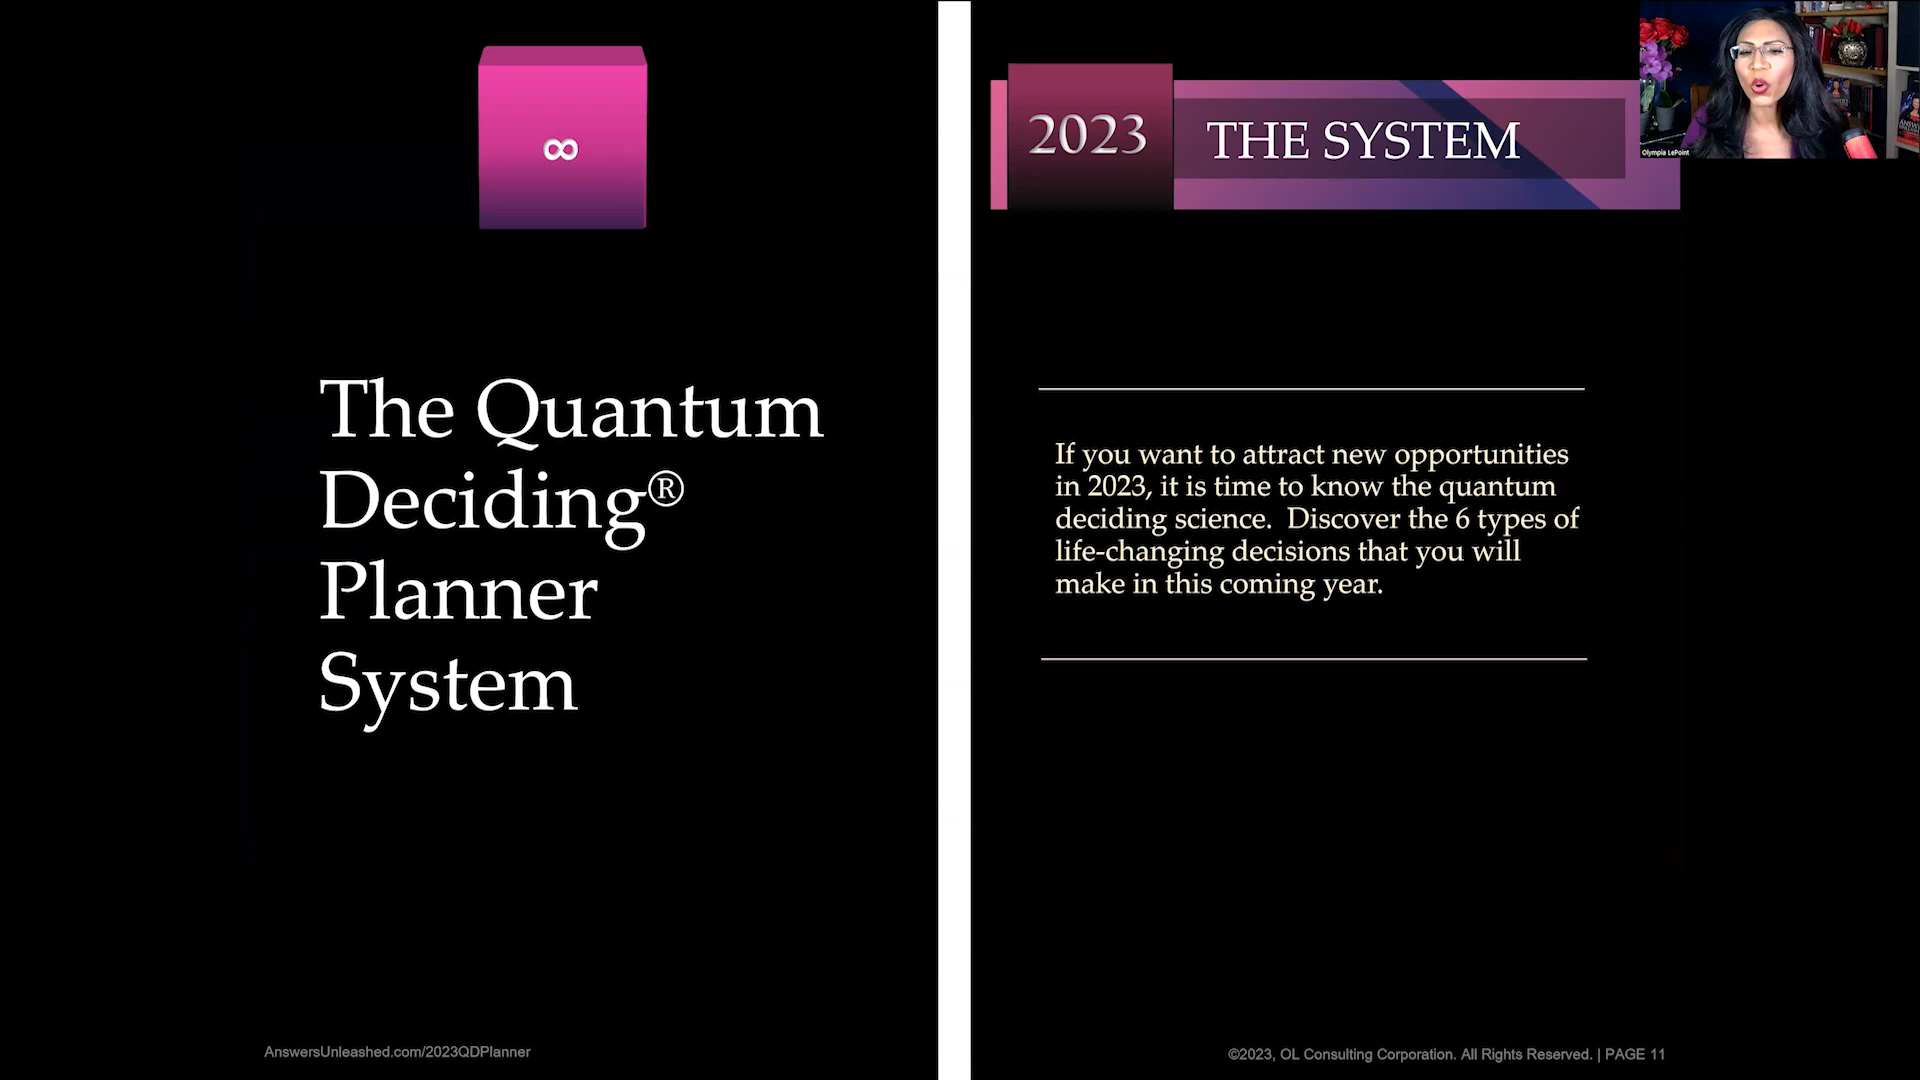 ∞
The Quantum
Deciding®
Planner
System
AnswersUnleashed.com/2023QDPlanner
2023
THE SYSTEM
If you want to attract new opportunities
in 2023, it is time to know the quantum
deciding science.  Discover the 6 types of
life-changing decisions that you will
make in this coming year.
©2023, OL Consulting Corporation. All Rights Reserved. | PAGE 11
Olympia LePoint